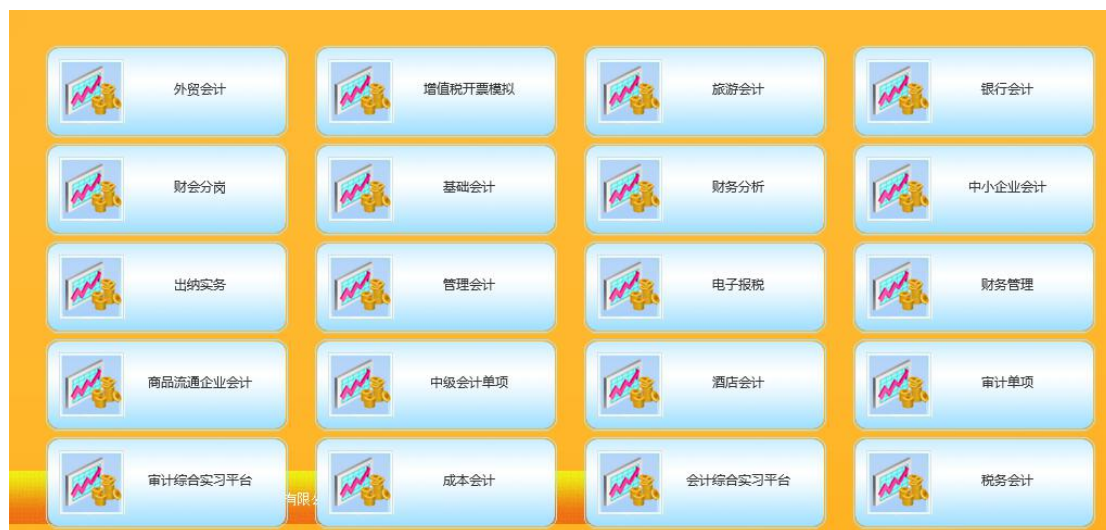 外贸会计
增值税开票模拟
旅游会计
银行会计
财会分岗
基础会计
财务分析
中小企业会计
出纳实务
管理会计
电子报税
财务管理
商品流通企业会计
中级会计单项
酒店会计
审计单项
审计综合实习平台
有限
成本会计
会计综合实习平台
税务会计